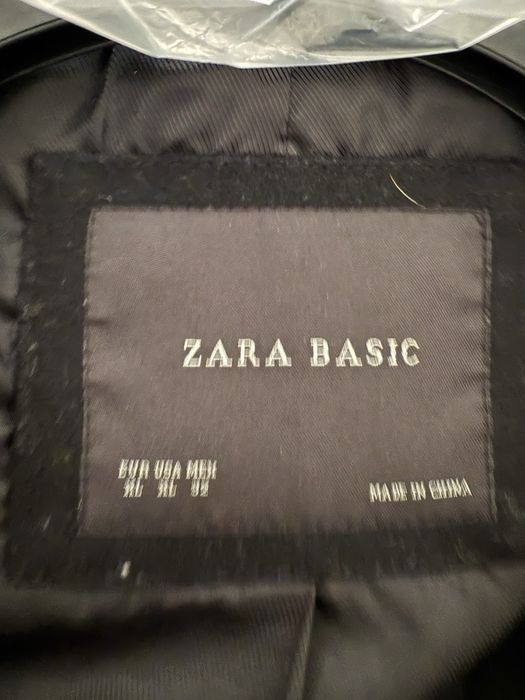 ZARA BASIC
EUR USA MEX
XL XL 32
MADE IN CHINA